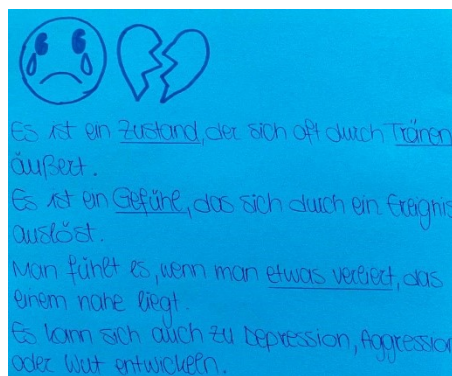 Es ist ein Zustand, der sich oft durch Tränen
äußert.
Es ist ein Gefühl, das sich durch ein Ereignis
auslöst.
Man fühlt es, wenn man etwas verliert, das
einem nahe liegt.
Es kann sich auch zu Depression, Aggression
oder Wut entwickeln.